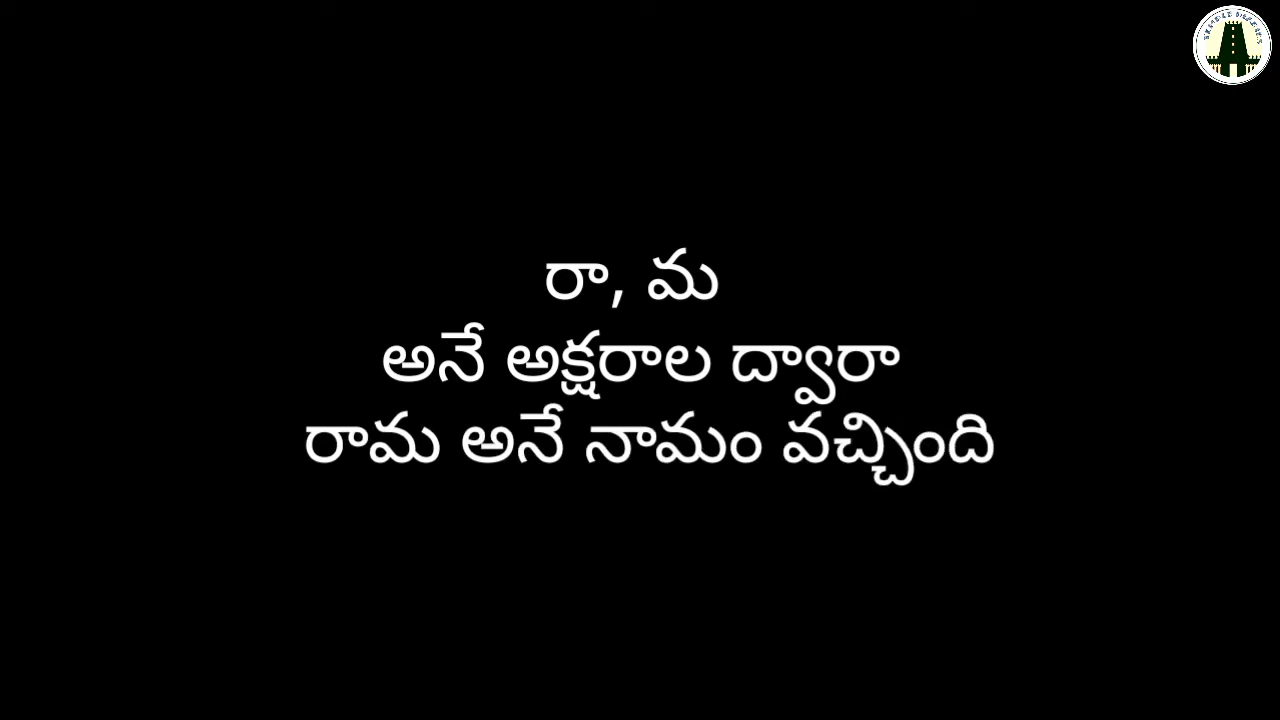 రా, మ
అనే అక్షరాల ద్వారా
రామ అనే నామం వచ్చింది